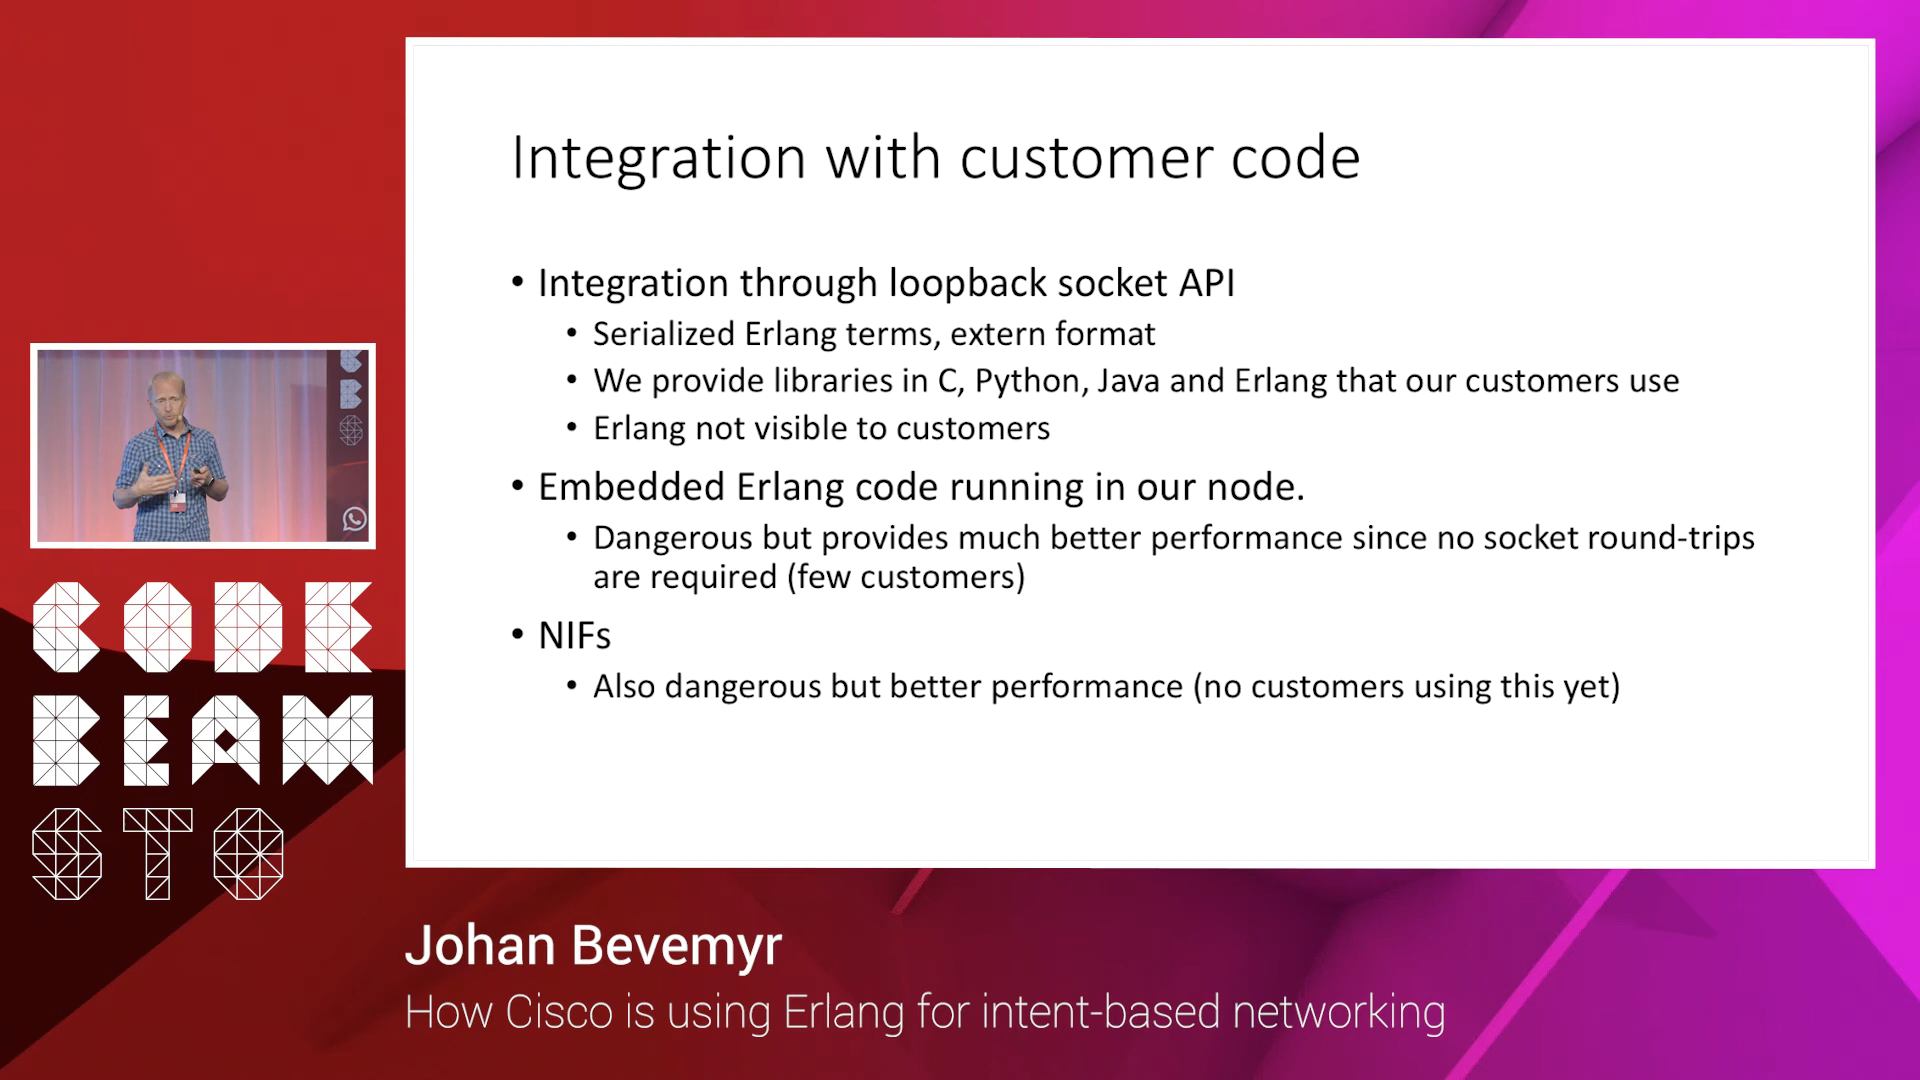 Integration with customer code
• Integration through loopback socket API
• Serialized Erlang terms, extern format
• We provide libraries in C, Python, Java and Erlang that our customers use
• Erlang not visible to customers
• Embedded Erlang code running in our node.
• Dangerous but provides much better performance since no socket round-trips
are required (few customers)
• NIFs
• Also dangerous but better performance (no customers using this yet)
CODE
BEAM
STO
Johan Bevemyr
How Cisco is using Erlang for intent-based networking